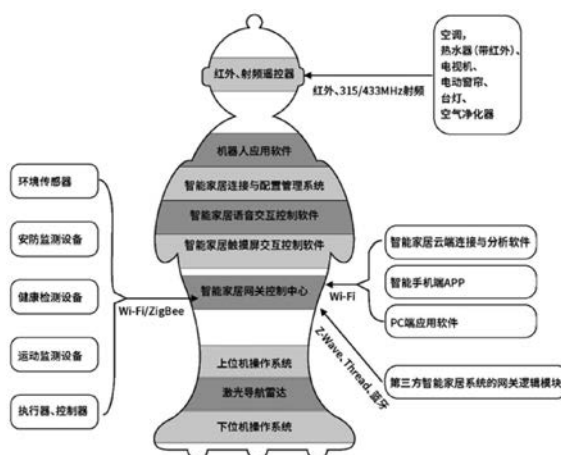 红外、射频遥控器
红外、315/433MHz射频
空调,
热水器（带红外）、
电视机、
电动窗帘、
台灯、
空气净化器
机器人应用软件
智能家居连接与配置管理系统
智能家居语音交互控制软件
智能家居触摸屏交互控制软件
智能家居网关控制中心
上位机操作系统
激光导航雷达
下位机操作系统
环境传感器
安防监测设备
健康检测设备
运动监测设备
执行器、控制器
Wi-Fi/ZigBee
Wi-Fi
智能家居云端连接与分析软件
智能手机端APP
PC端应用软件
Z-Wave、Thread、蓝牙
第三方智能家居系统的网关逻辑模块